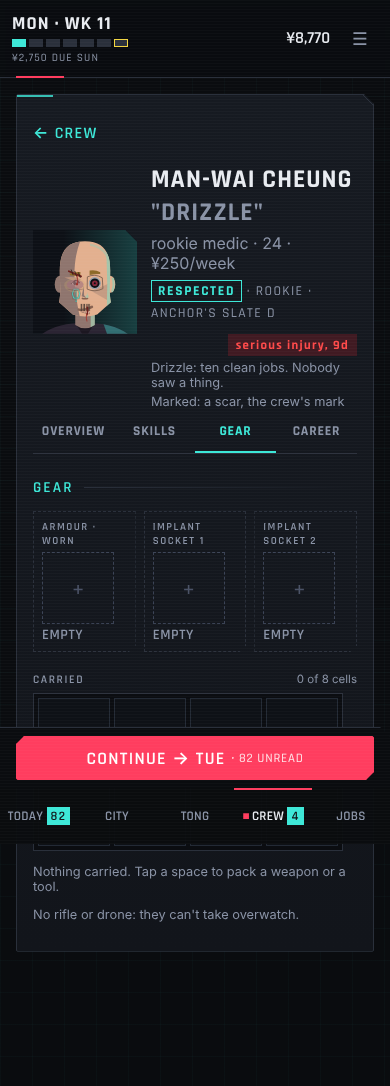 MON · WK 11
¥2,750 DUE SUN
¥8,770
☰
← CREW
MAN-WAI CHEUNG
"DRIZZLE"
rookie medic · 24 ·
¥250/week
RESPECTED · ROOKIE ·
ANCHOR'S SLATE D
serious injury, 9d
Drizzle: ten clean jobs. Nobody
saw a thing.
Marked: a scar, the crew's mark
OVERVIEW SKILLS GEAR CAREER
GEAR
ARMOUR ·
WORN
+
EMPTY
IMPLANT
SOCKET 1
+
EMPTY
IMPLANT
SOCKET 2
+
EMPTY
CARRIED 0 of 8 cells
CONTINUE → TUE · 82 UNREAD
TODAY 82 CITY TONG CREW 4 JOBS
Nothing carried. Tap a space to pack a weapon or a
tool.
No rifle or drone: they can't take overwatch.